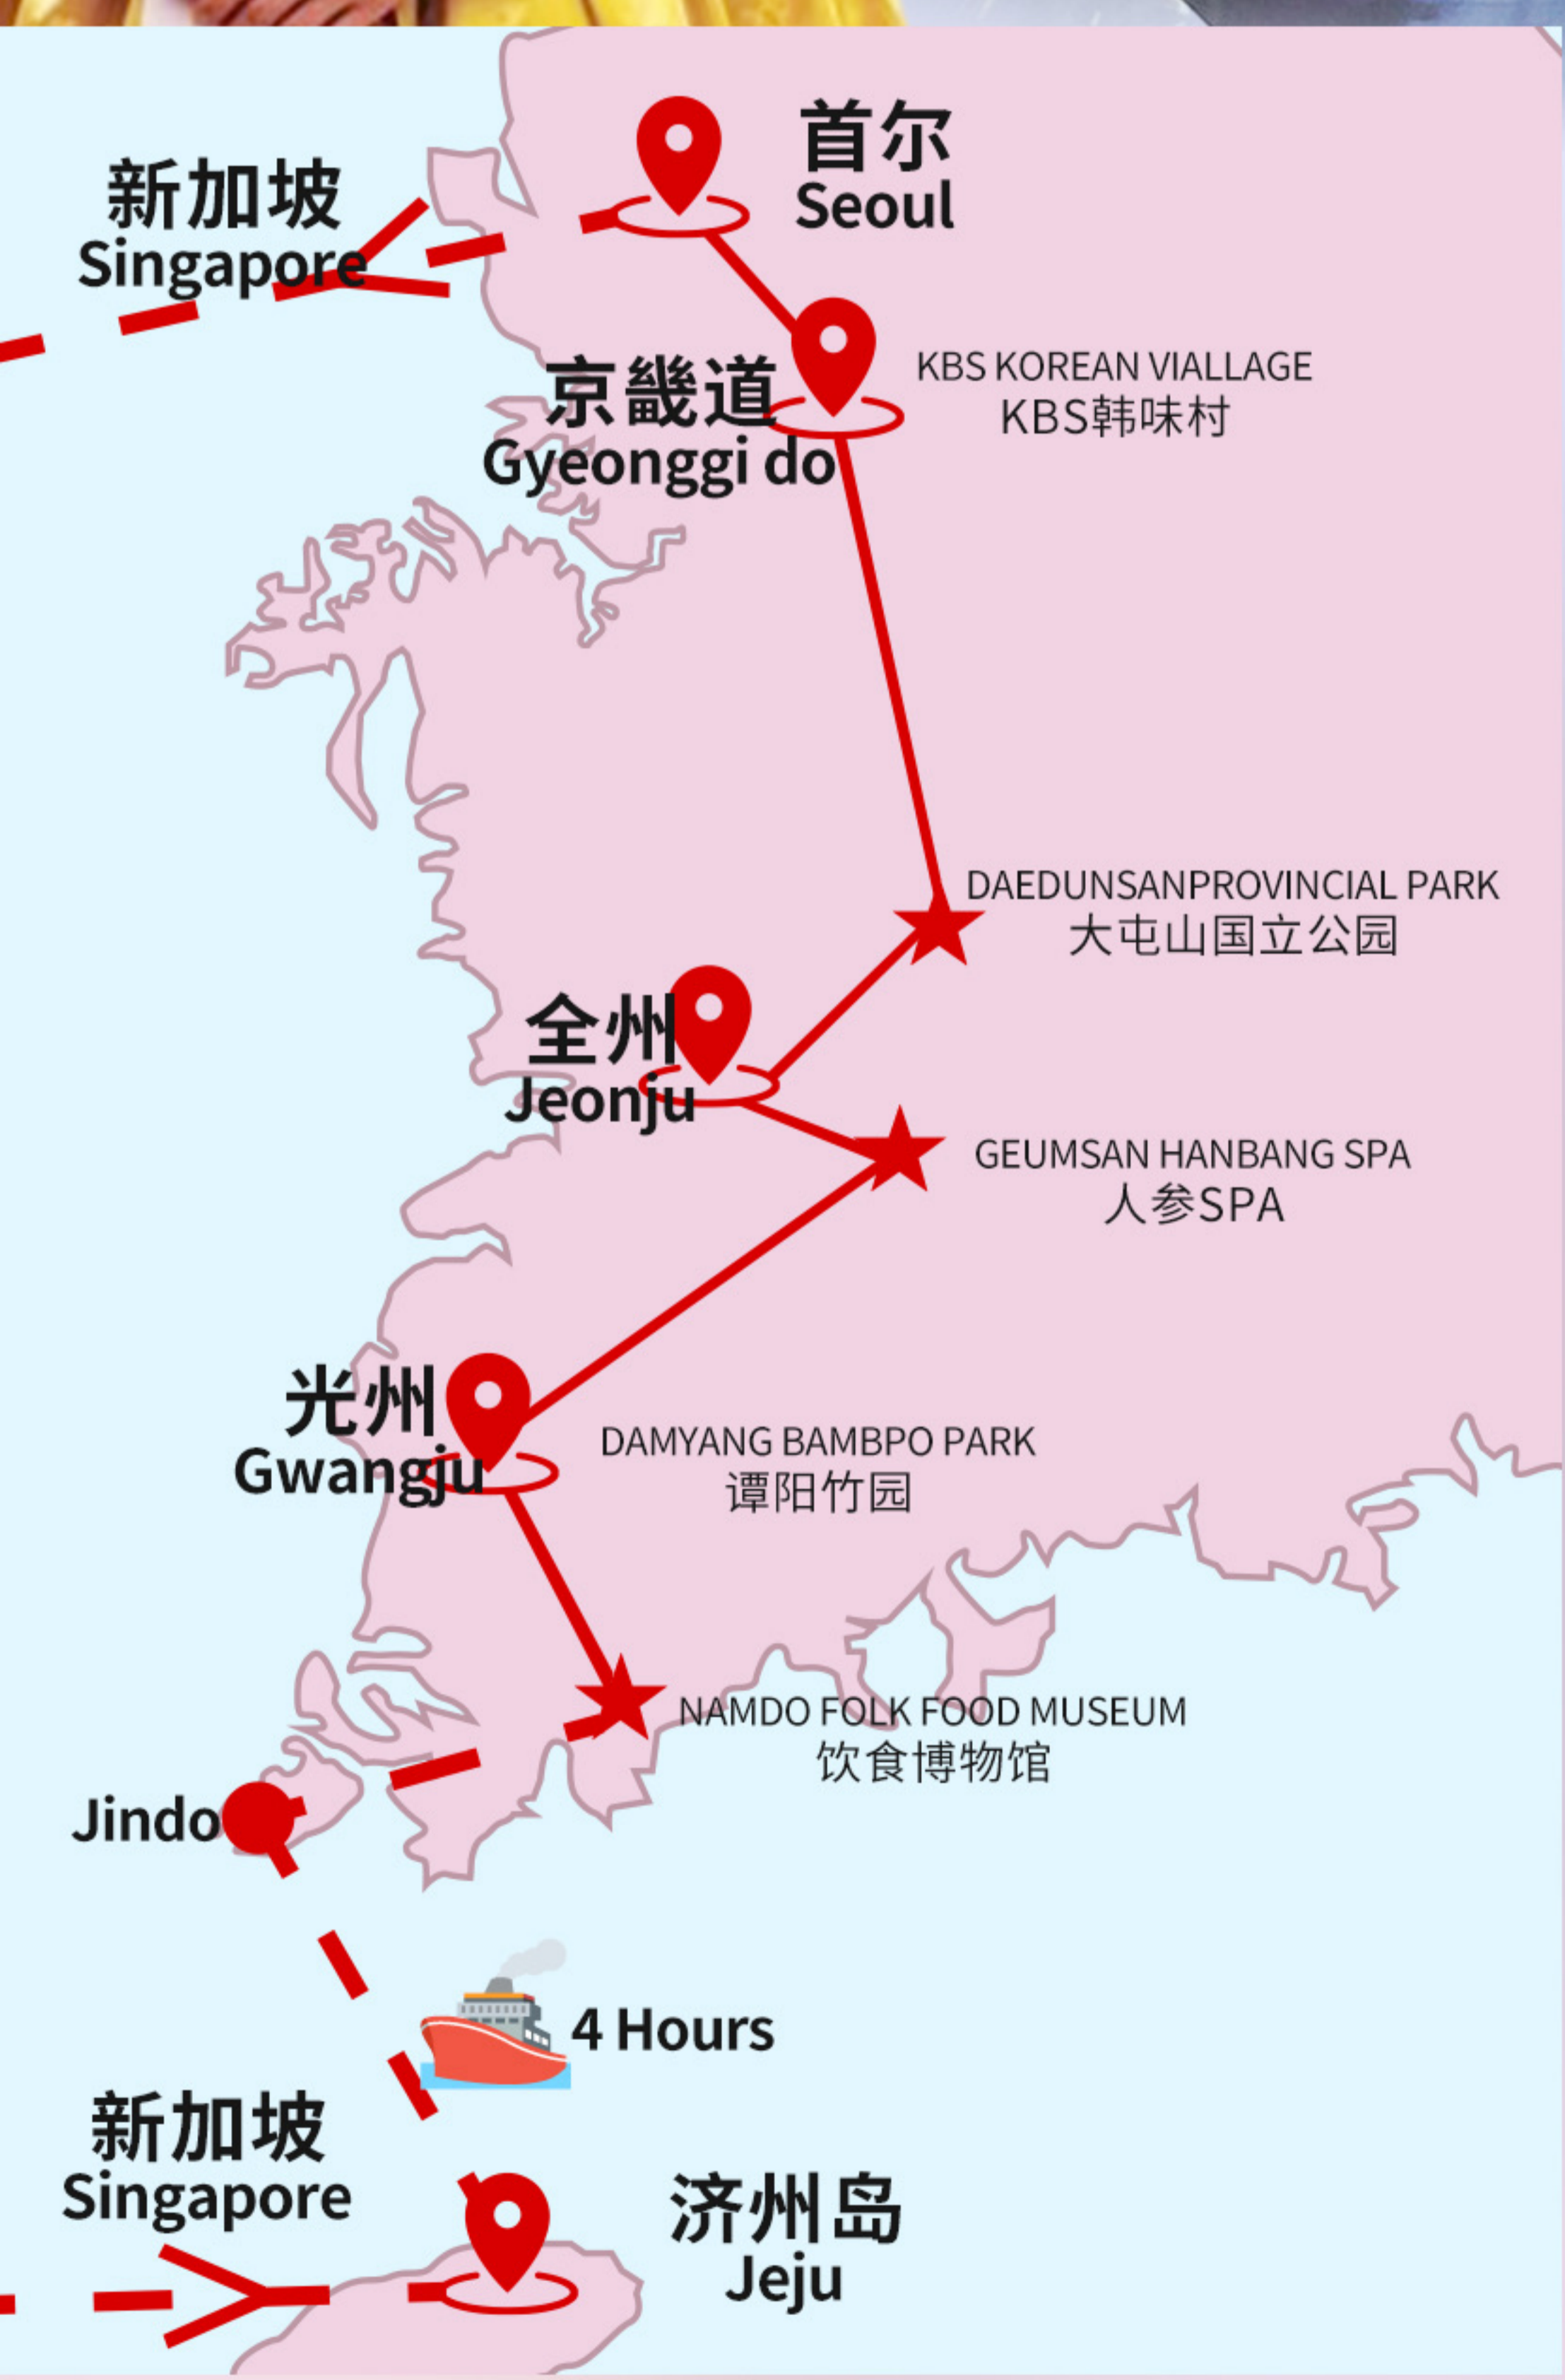 首尔
Seoul
新加坡
Singapore
京畿道
Gyeonggi do
KBS KOREAN VIALLAGE
KBS韩味村
DAEDUNSANPROVINCIAL PARK
大屯山国立公园
全州
Jeonju
GEUMSAN HANBANG SPA
人参SPA
光州
Gwangju
DAMYANG BAMBPO PARK
谭阳竹园
NAMDO FOLK FOOD MUSEUM
饮食博物馆
Jindo
4 Hours
新加坡
Singapore
济州岛
Jeju